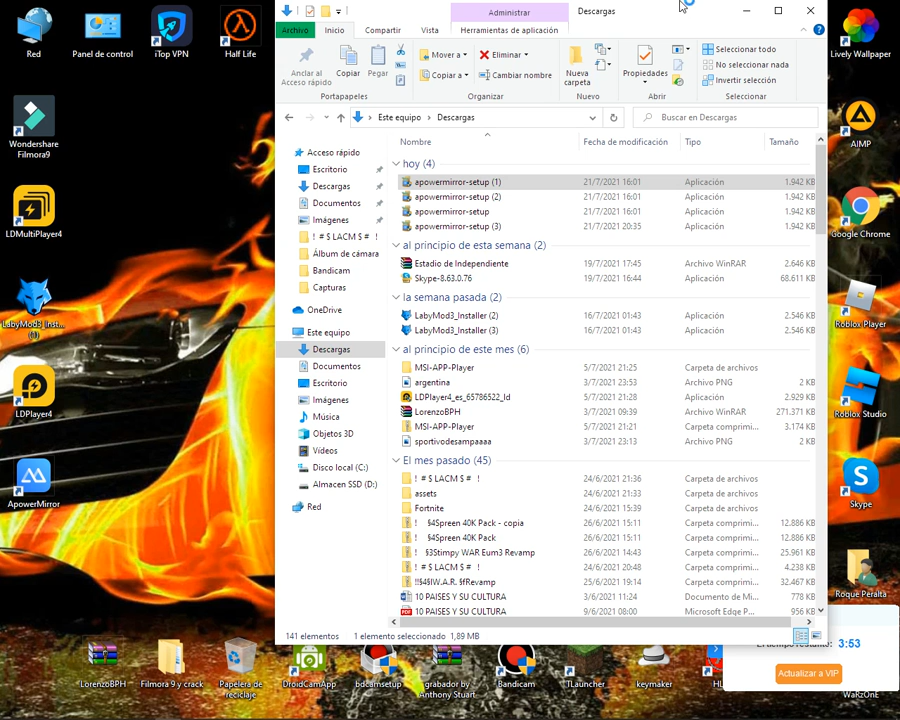 Red
Panel de control
iTop VPN
Half Life
Wondershare
Filmora9
LDMultiPlayer4
LabyMod3_Inst...
LDPlayer4
ApowerMirror
Administrar
Descargas
Archivo
Inicio
Compartir
Vista
Herramientas de aplicación
Anclar al
Acceso rápido
Copiar
Pegar
Mover a
Copiar a
Eliminar
Cambiar nombre
Nueva
carpeta
Propiedades
Seleccionar todo
No seleccionar nada
Invertir selección
Portapapeles
Organizar
Nuevo
Abrir
Seleccionar
Este equipo > Descargas
Buscar en Descargas
Acceso rápido
Escritorio
Descargas
Documentos
Imágenes
! # $ LACM $ # !
Álbum de cámara
Bandicam
Capturas
OneDrive
Este equipo
Descargas
Documentos
Escritorio
Imágenes
Música
Objetos 3D
Vídeos
Disco local (C:)
Almacen SSD (D:)
Red
Nombre Fecha de modificación Tipo Tamaño
hoy (4)
apowermirror-setup (1) 21/7/2021 16:01 Aplicación 1.942 KB
apowermirror-setup (2) 21/7/2021 16:01 Aplicación 1.942 KB
apowermirror-setup 21/7/2021 16:01 Aplicación 1.942 KB
apowermirror-setup (3) 21/7/2021 20:35 Aplicación 1.942 KB
al principio de esta semana (2)
Estadio de Independiente 19/7/2021 17:45 Archivo WinRAR 2.646 KB
Skype-8.63.0.76 19/7/2021 16:44 Aplicación 68.611 KB
la semana pasada (2)
LabyMod3_Installer (2) 16/7/2021 01:43 Aplicación 2.546 KB
LabyMod3_Installer (3) 16/7/2021 01:43 Aplicación 2.546 KB
al principio de este mes (6)
MSI-APP-Player 5/7/2021 21:25 Carpeta de archivos
argentina 3/7/2021 23:53 Archivo PNG 2 KB
LDPlayer4_es_65786522_ld 5/7/2021 21:28 Aplicación 2.929 KB
LorenzoBPH 3/7/2021 09:39 Archivo WinRAR 271.371 KB
MSI-APP-Player 5/7/2021 21:21 Carpeta comprimi... 3.174 KB
sportivodesampaaaa 3/7/2021 23:13 Archivo PNG 2 KB
El mes pasado (45)
! # $ LACM $ # ! 24/6/2021 21:36 Carpeta de archivos
assets 24/6/2021 21:33 Carpeta de archivos
Fortnite 24/6/2021 15:39 Carpeta de archivos
! §4Spreen 40K Pack - copia 26/6/2021 15:11 Carpeta comprimi... 12.886 KB
! §4Spreen 40K Pack 26/6/2021 15:11 Carpeta comprimi... 12.886 KB
! §3Stimpy WAR Eum3 Revamp 26/6/2021 14:43 Carpeta comprimi... 25.961 KB
! # $ LACM $ # ! 24/6/2021 20:48 Carpeta comprimi... 4.238 KB
!!§4§lW.A.R. §fRevamp 25/6/2021 19:14 Carpeta comprimi... 32.467 KB
10 PAISES Y SU CULTURA 3/6/2021 11:24 Documento de Mi... 778 KB
10 PAISES Y SU CULTURA 9/6/2021 08:00 Microsoft Edge P... 956 KB
141 elementos 1 elemento seleccionado 1,89 MB
Lively Wallpaper
AIMP
Google Chrome
Roblox Player
Roblox Studio
Skype
Roque Peralta
3:53
Actualizar a VIP
WaRzOnE
LorenzoBPH
Filmora 9 y crack
Papelera de
reciclaje
DroidCamApp
bdcamsetup
grabador by
Anthony Stuart
Bandicam
TLauncher
keymaker